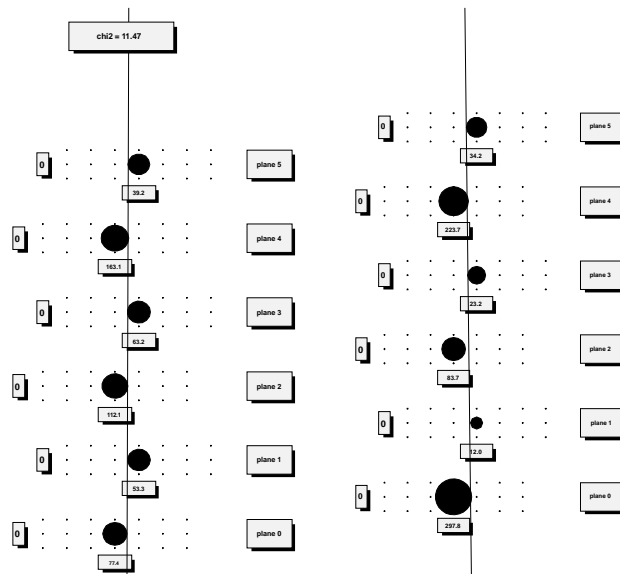 chi2 = 11.47
0
plane 5
39.2
0
plane 4
163.1
0
plane 3
63.2
0
plane 2
112.1
0
plane 1
53.3
0
plane 0
77.4
0
plane 5
34.2
0
plane 4
223.7
0
plane 3
23.2
0
plane 2
83.7
0
plane 1
12.0
0
plane 0
297.8